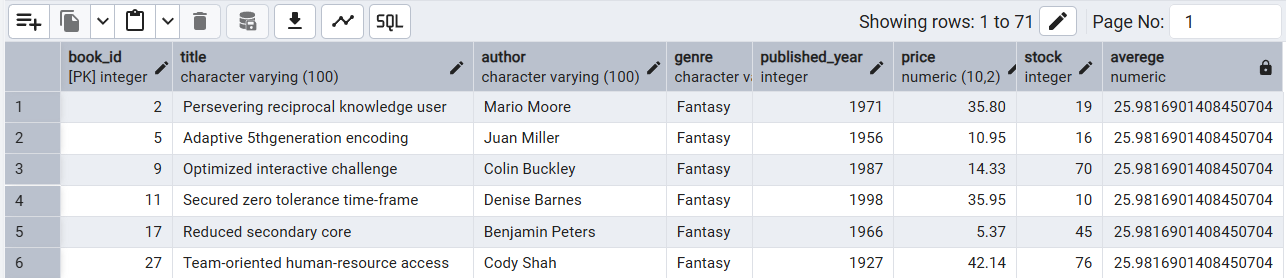 SQL Showing rows: 1 to 71 Page No: 1
book_id title author genre published_year price stock averege
[PK] integer character varying (100) character varying (100) character va integer numeric (10,2) integer numeric
1 2 Persevering reciprocal knowledge user Mario Moore Fantasy 1971 35.80 19 25.9816901408450704
2 5 Adaptive 5thgeneration encoding Juan Miller Fantasy 1956 10.95 16 25.9816901408450704
3 9 Optimized interactive challenge Colin Buckley Fantasy 1987 14.33 70 25.9816901408450704
4 11 Secured zero tolerance time-frame Denise Barnes Fantasy 1998 35.95 10 25.9816901408450704
5 17 Reduced secondary core Benjamin Peters Fantasy 1966 5.37 45 25.9816901408450704
6 27 Team-oriented human-resource access Cody Shah Fantasy 1927 42.14 76 25.9816901408450704